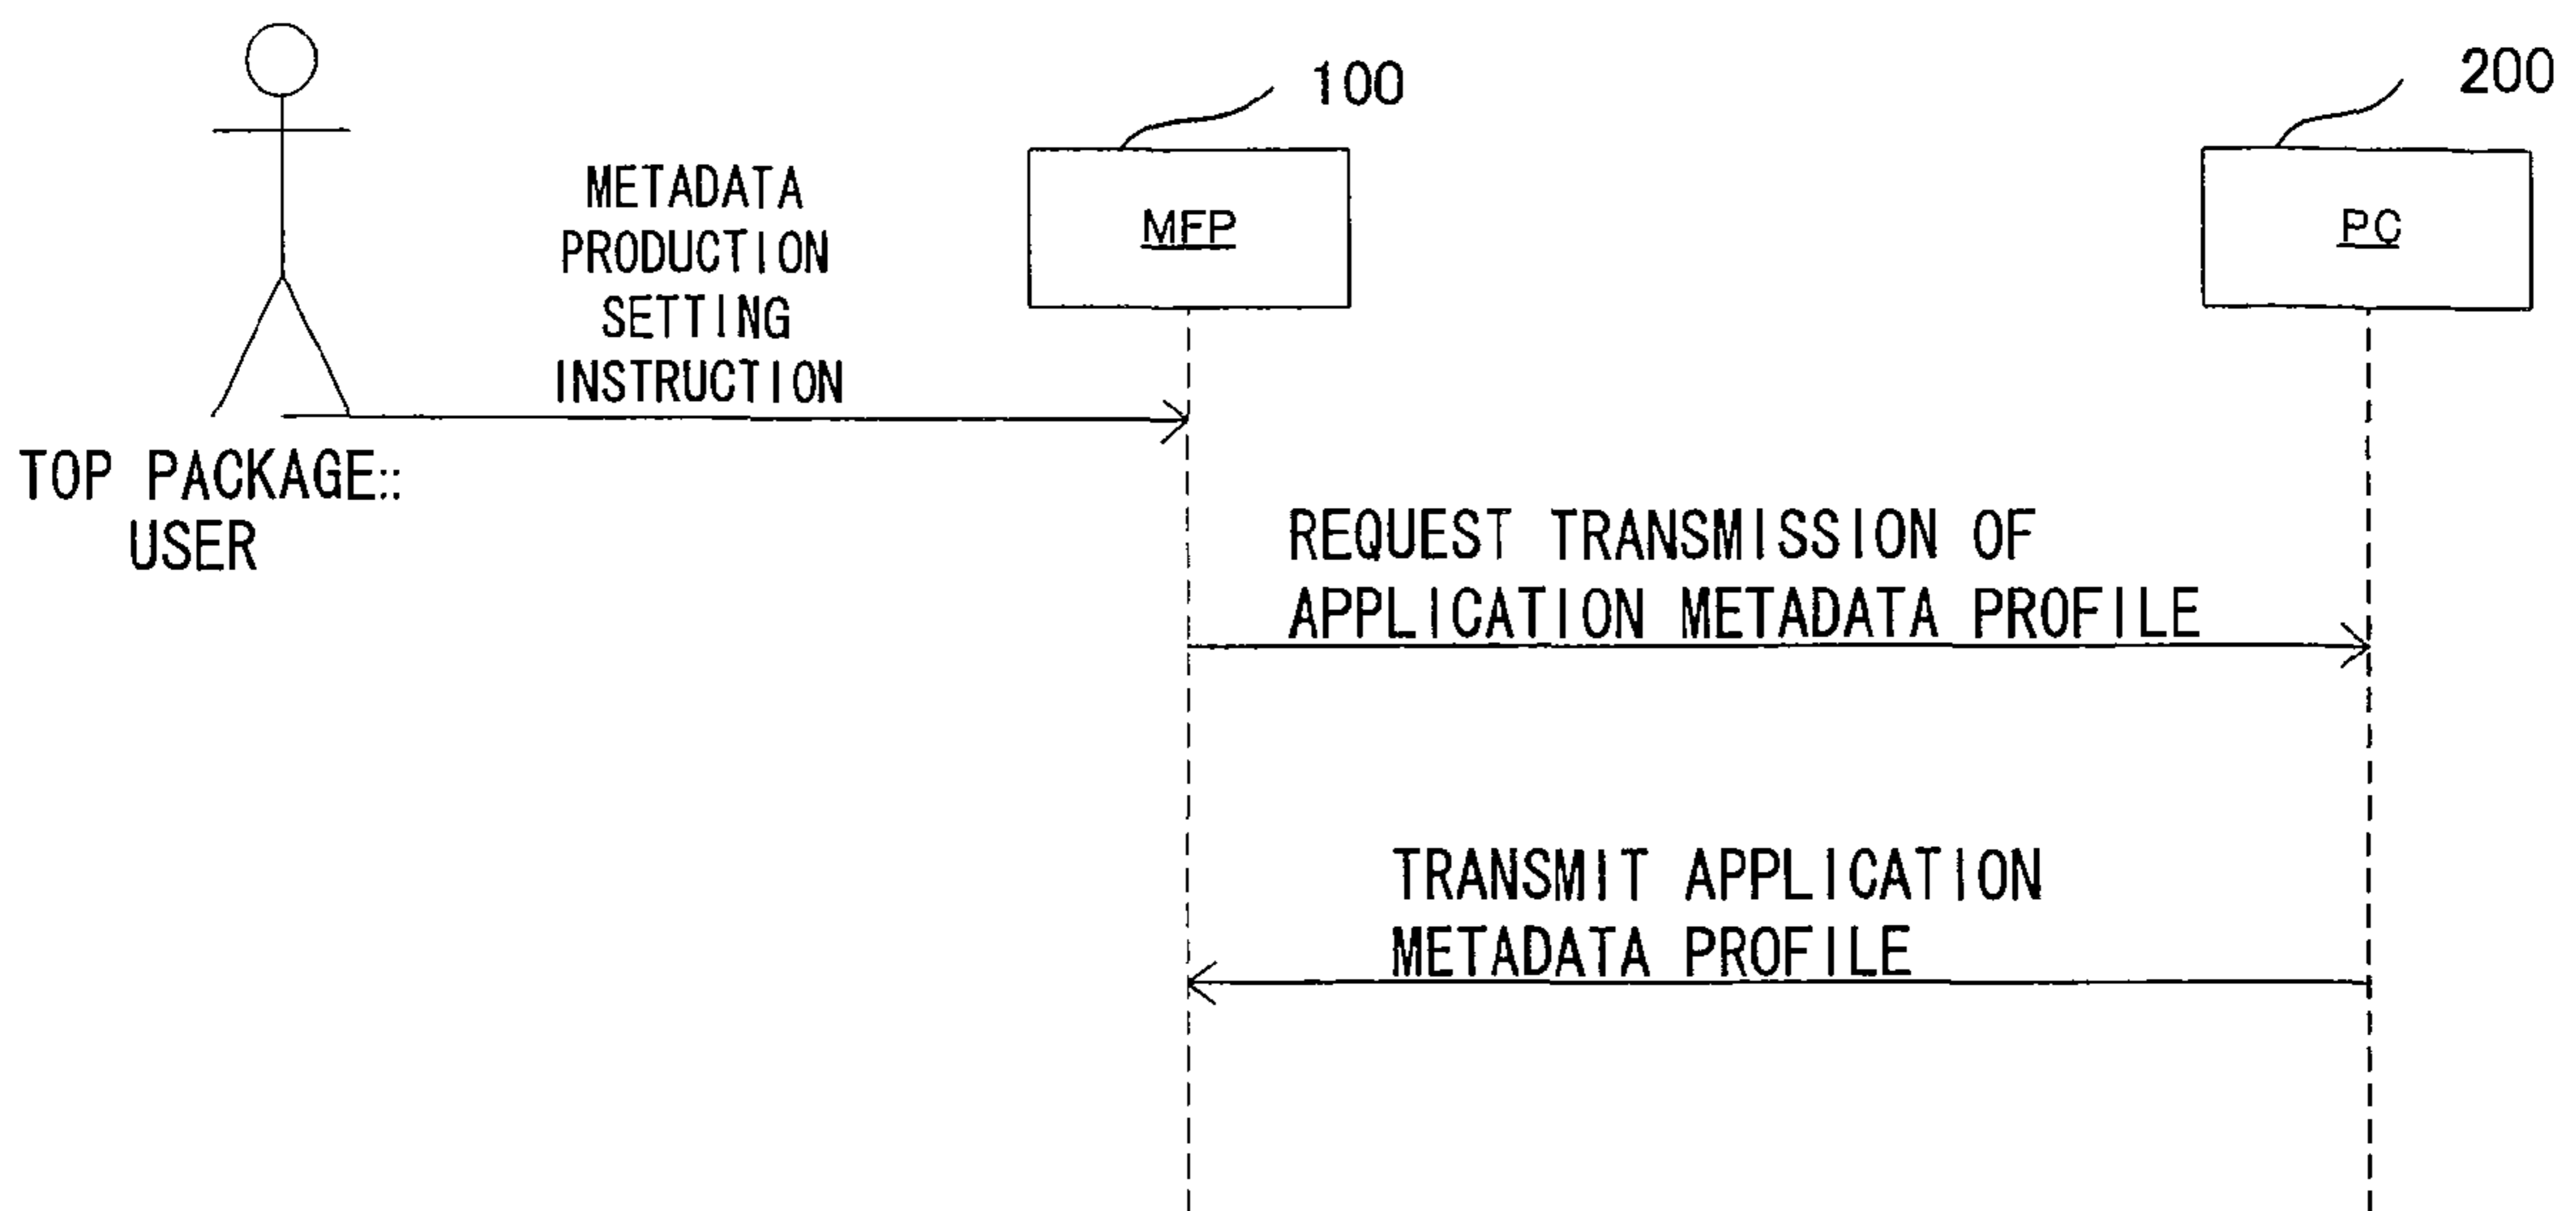 100
200
METADATA
PRODUCTION
SETTING
INSTRUCTION
MFP
PC
TOP PACKAGE::
USER
REQUEST TRANSMISSION OF
APPLICATION METADATA PROFILE
TRANSMIT APPLICATION
METADATA PROFILE